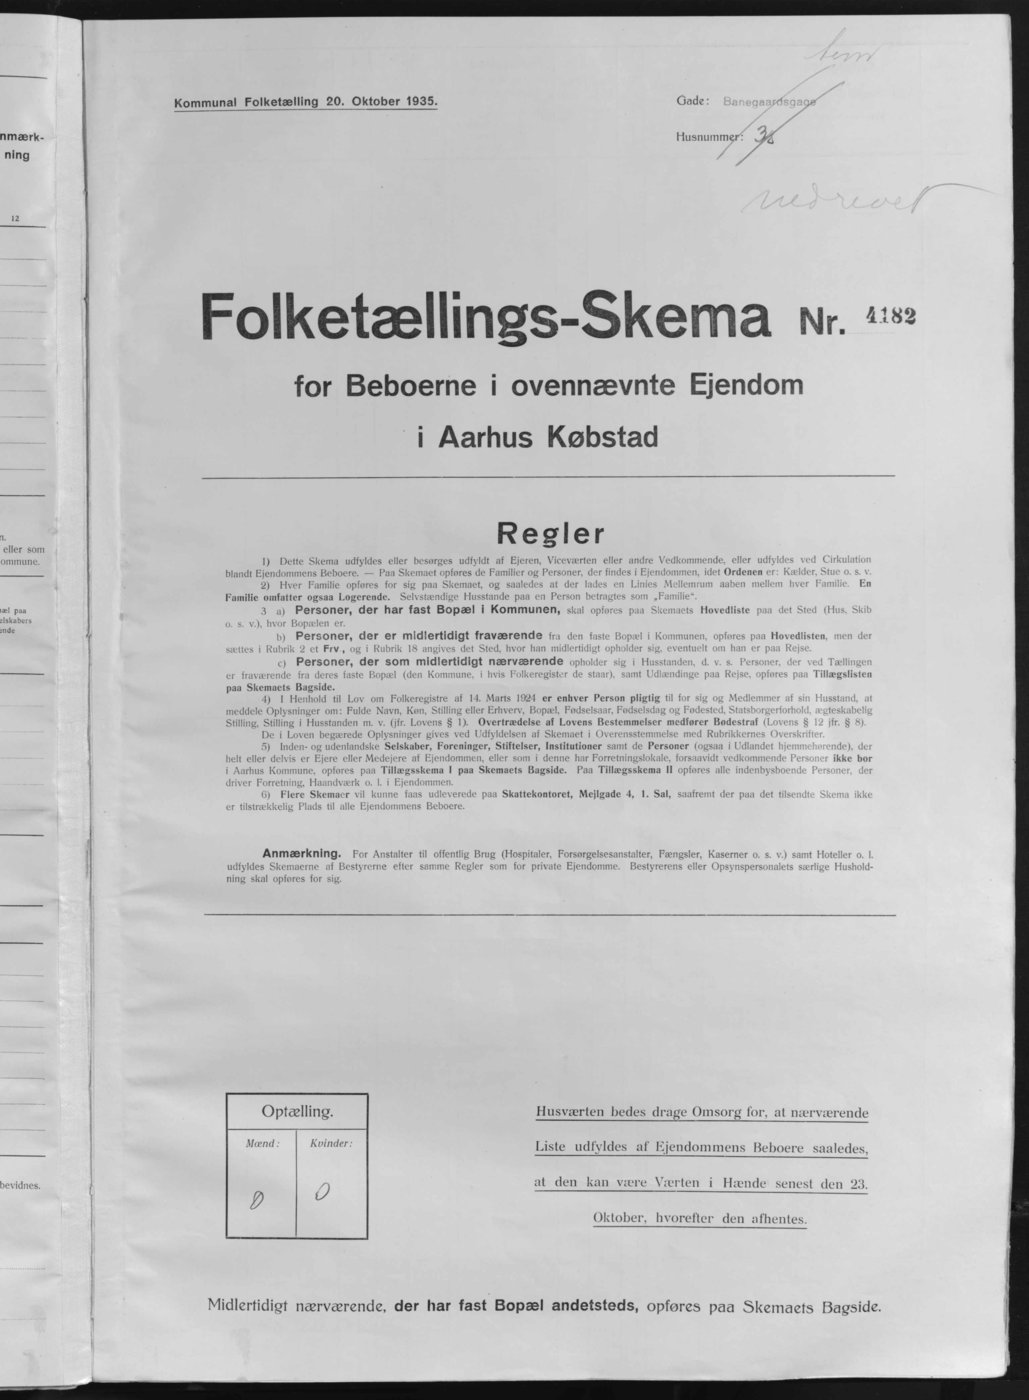 nmærk-
ning
12
n.
eller som
ommune.
æl paa
elskabers
ende
bevidnes.
Kommunal Folketælling 20. Oktober 1935.
Gade: Banegaardsgage
Husnummer:
nedrevet
Folketællings-Skema Nr. 4182
for Beboerne i ovennævnte Ejendom
i Aarhus Købstad
Regler
1) Dette Skema udfyldes eller besørges udfyldt af Ejeren, Viceværten eller andre Vedkommende, eller udfyldes ved Cirkulation
blandt Ejendommens Beboere. — Paa Skemaet opføres de Familier og Personer, der findes i Ejendommen, idet Ordenen er: Kælder, Stue o. s. v.
2) Hver Familie opføres for sig paa Skemaet, og saaledes at der lades en Linies Mellemrum aaben mellem hver Familie. En
Familie omfatter ogsaa Logerende. Selvstændige Husstande paa en Person betragtes som „Familie“.
3 a) Personer, der har fast Bopæl i Kommunen, skal opføres paa Skemaets Hovedliste paa det Sted (Hus, Skib
o. s. v.), hvor Bopælen er.
b) Personer, der er midlertidigt fraværende fra den faste Bopæl i Kommunen, opføres paa Hovedlisten, men der
sættes i Rubrik 2 et Frv., og i Rubrik 18 angives det Sted, hvor han midlertidigt opholder sig, eventuelt om han er paa Rejse.
c) Personer, der som midlertidigt nærværende opholder sig i Husstanden, d. v. s. Personer, der ved Tællingen
er fraværende fra deres faste Bopæl (den Kommune, i hvis Folkeregister de staar), samt Udlændinge paa Rejse, opføres paa Tillægslisten
paa Skemaets Bagside.
4) I Henhold til Lov om Folkeregistre af 14. Marts 1924 er enhver Person pligtig til for sig og Medlemmer af sin Husstand, at
meddele Oplysninger om: Fulde Navn, Køn, Stilling eller Erhverv, Bopæl, Fødselsaar, Fødselsdag og Fødested, Statsborgerforhold, ægteskabelig
Stilling, Stilling i Husstanden m. v. (jfr. Lovens § 1). Overtrædelse af Lovens Bestemmelser medfører Bødestraf (Lovens § 12 jfr. § 8).
De i Loven begærede Oplysninger gives ved Udfyldelsen af Skemaet i Overensstemmelse med Rubrikkernes Overskrifter.
5) Inden- og udenlandske Selskaber, Foreninger, Stiftelser, Institutioner samt de Personer (ogsaa i Udlandet hjemmehørende), der
helt eller delvis er Ejere eller Medejere af Ejendommen, eller som i denne har Forretningslokale, forsaavidt vedkommende Personer ikke bor
i Aarhus Kommune, opføres paa Tillægsskema I paa Skemaets Bagside. Paa Tillægsskema II opføres alle indenbysboende Personer, der
driver Forretning, Haandværk o. l. i Ejendommen.
6) Flere Skemaer vil kunne faas udleverede paa Skattekontoret, Mejlgade 4, 1. Sal, saafremt der paa det tilsendte Skema ikke
er tilstrækkelig Plads til alle Ejendommens Beboere.
Anmærkning. For Anstalter til offentlig Brug (Hospitaler, Forsørgelsesanstalter, Fængsler, Kaserner o. s. v.) samt Hoteller o. l.
udfyldes Skemaerne af Bestyrerne efter samme Regler som for private Ejendomme. Bestyrerens eller Opsynspersonalets særlige Hushold-
ning skal opføres for sig.
Optælling.
Mænd: Kvinder:
0 0
Husværten bedes drage Omsorg for, at nærværende
Liste udfyldes af Ejendommens Beboere saaledes,
at den kan være Værten i Hænde senest den 23.
Oktober, hvorefter den afhentes.
Midlertidigt nærværende, der har fast Bopæl andetsteds, opføres paa Skemaets Bagside.